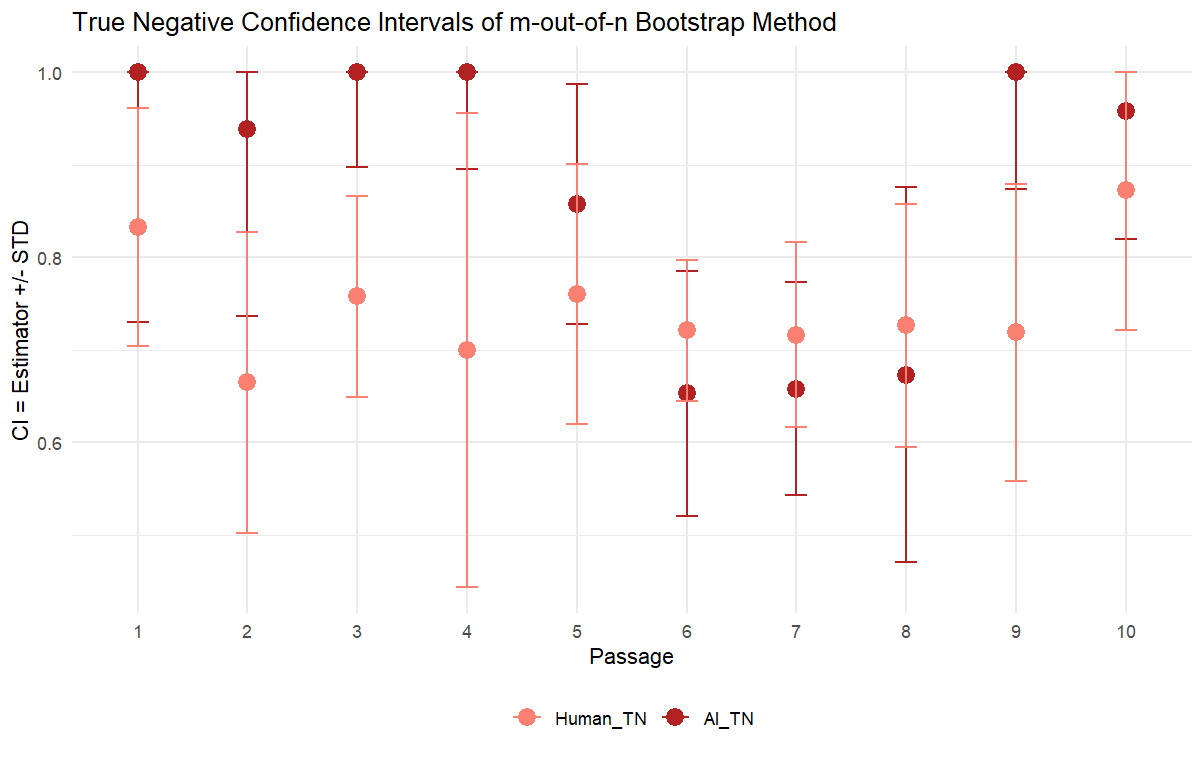 True Negative Confidence Intervals of m-out-of-n Bootstrap Method
CI = Estimator +/- STD
1.0
0.8
0.6
1 2 3 4 5 6 7 8 9 10
Passage
Human_TN AI_TN